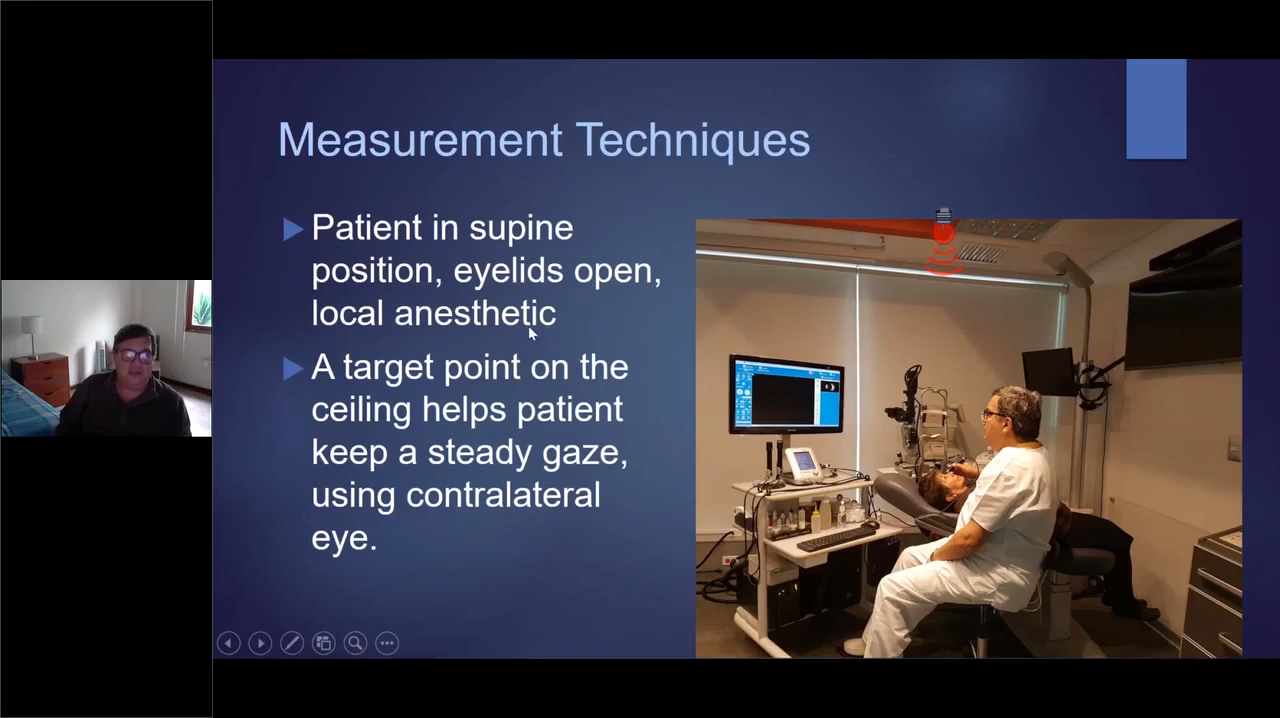 Measurement Techniques
Patient in supine
position, eyelids open,
local anesthetic
A target point on the
ceiling helps patient
keep a steady gaze,
using contralateral
eye.